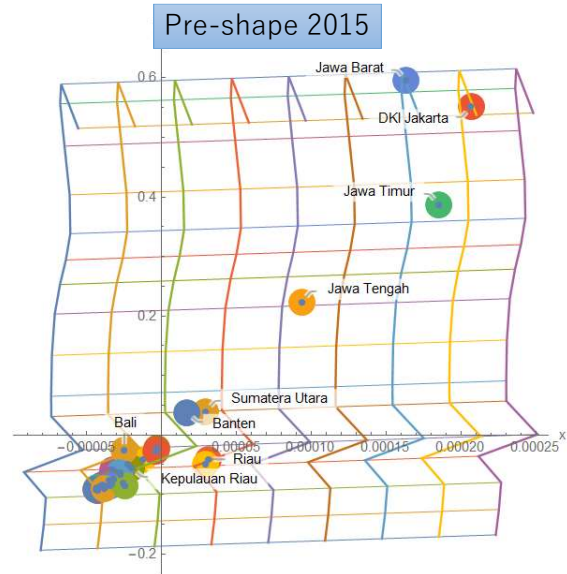 Pre-shape 2015
0.6
Jawa Barat
DKI Jakarta
0.4
Jawa Timur
Jawa Tengah
0.2
Sumatera Utara
Bali
Banten
x
-0.00005
0.00005
0.00010
0.00015
0.00020
0.00025
Riau
Kepulauan Riau
-0.2